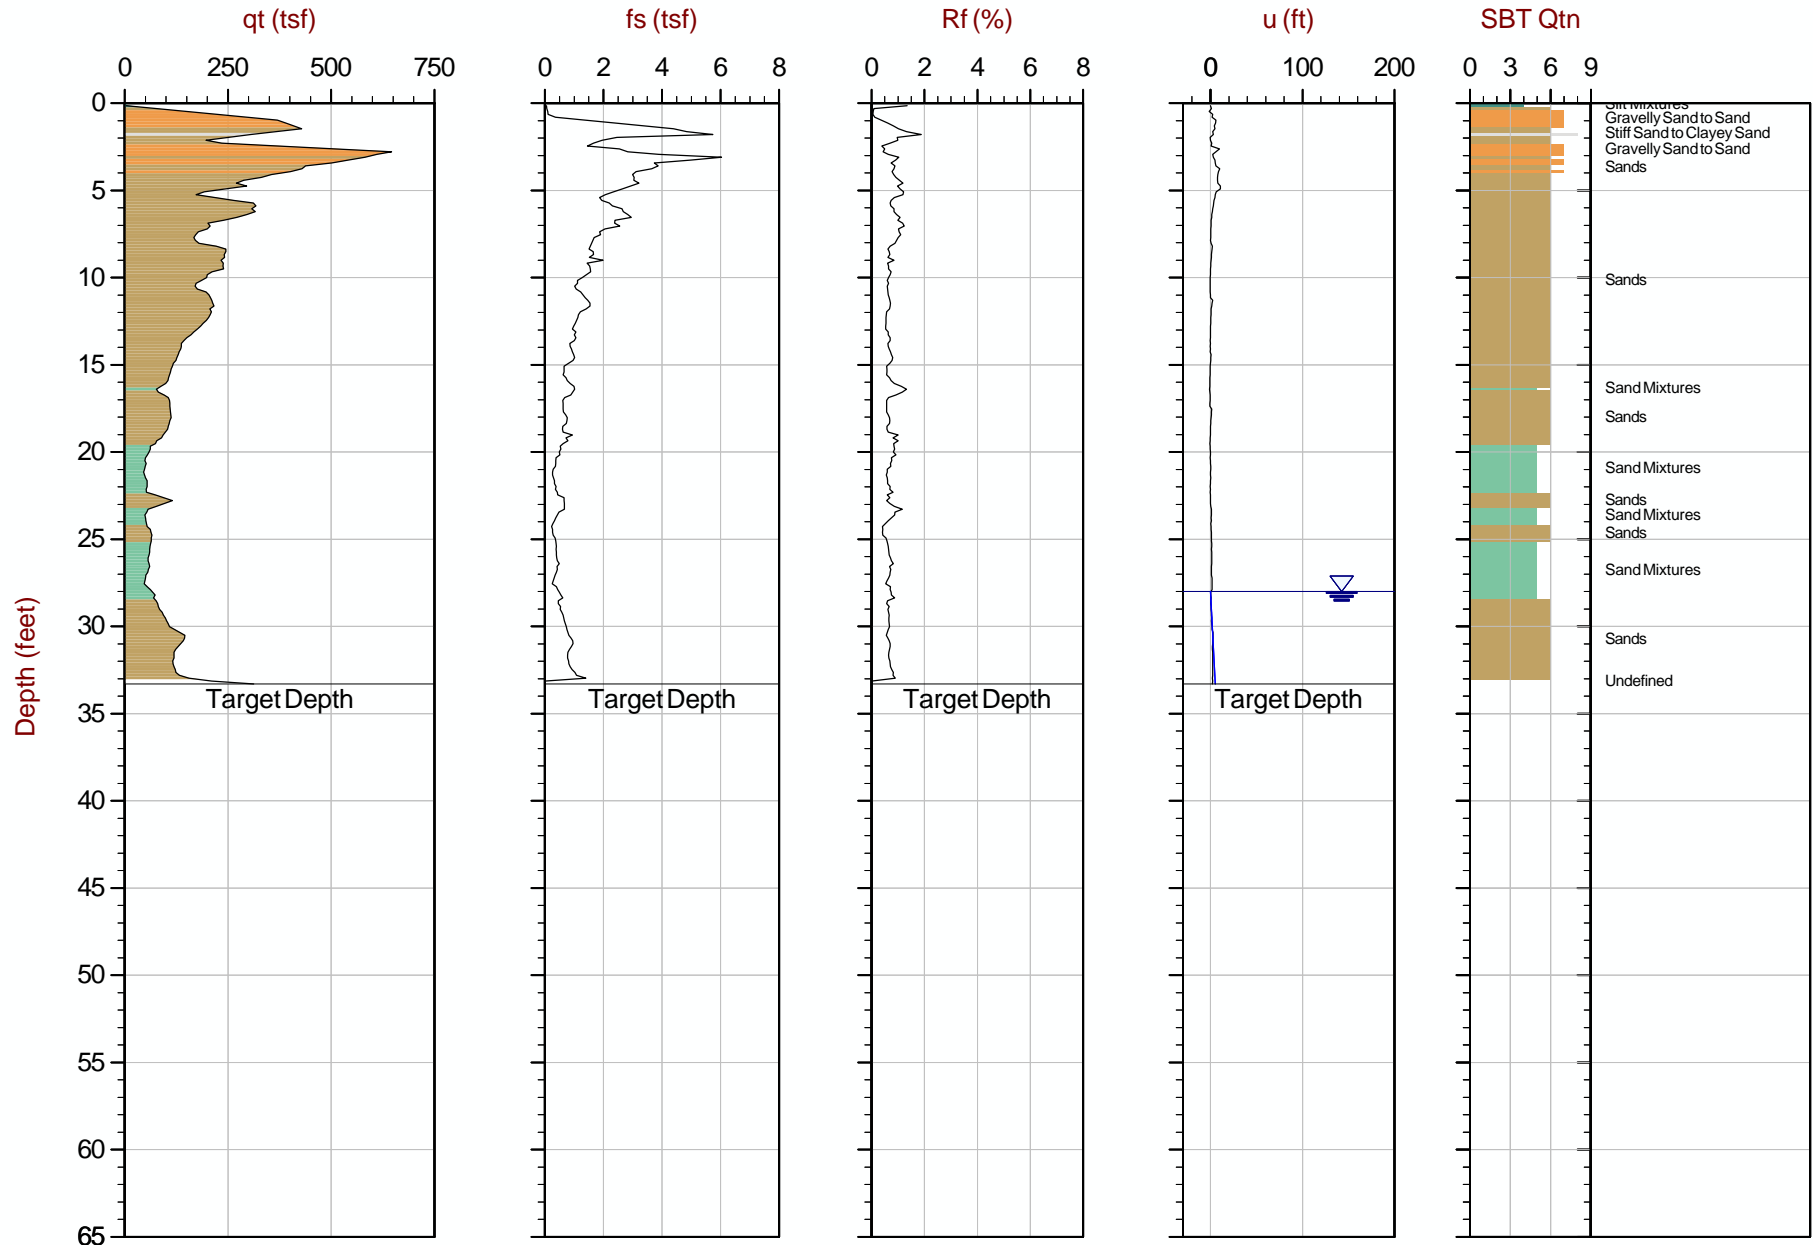 qt (tsf) fs (tsf) Rf (%) u (ft) SBT Qtn
0 250 500 750 0 2 4 6 8 0 2 4 6 8 0 100 200 0 3 6 9
0
Silt Mixtures
Gravelly Sand to Sand
Stiff Sand to Clayey Sand
Gravelly Sand to Sand
Sands
5
10
Sands
15
Sand Mixtures
Sands
20
Sand Mixtures
Sands
Sand Mixtures
Sands
25
Sand Mixtures
30
Sands
Undefined
Target Depth Target Depth Target Depth Target Depth
35
40
45
50
55
60
65
Depth (feet)